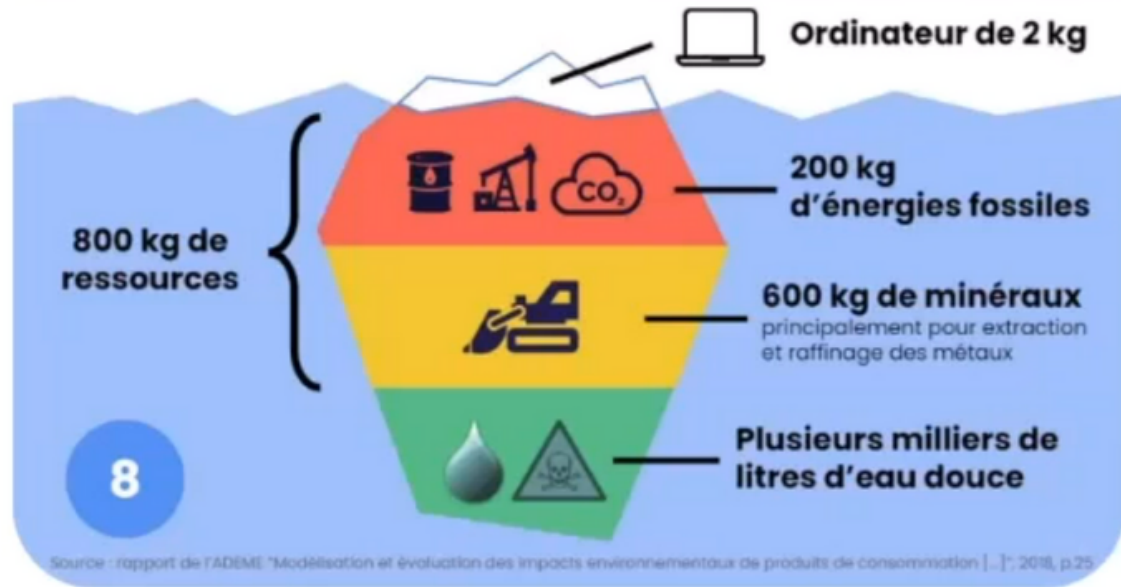 Ordinateur de 2 kg
CO₂
200 kg
d'énergies fossiles
800 kg de
ressources
600 kg de minéraux
principalement pour extraction
et raffinage des métaux
Plusieurs milliers de
litres d'eau douce
8
Source : rapport de l'ADEME "Modélisation et évaluation des impacts environnementaux de produits de consommation [...]", 2018, p.25